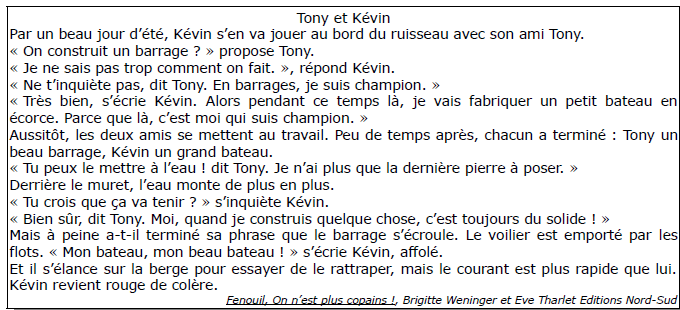 Tony et Kévin
Par un beau jour d’été, Kévin s’en va jouer au bord du ruisseau avec son ami Tony.
« On construit un barrage ? » propose Tony.
« Je ne sais pas trop comment on fait. », répond Kévin.
« Ne t’inquiète pas, dit Tony. En barrages, je suis champion. »
« Très bien, s’écrie Kévin. Alors pendant ce temps là, je vais fabriquer un petit bateau en
écorce. Parce que là, c’est moi qui suis champion. »
Aussitôt, les deux amis se mettent au travail. Peu de temps après, chacun a terminé : Tony un
beau barrage, Kévin un grand bateau.
« Tu peux le mettre à l’eau ! dit Tony. Je n’ai plus que la dernière pierre à poser. »
Derrière le muret, l’eau monte de plus en plus.
« Tu crois que ça va tenir ? » s’inquiète Kévin.
« Bien sûr, dit Tony. Moi, quand je construis quelque chose, c’est toujours du solide ! »
Mais à peine a-t-il terminé sa phrase que le barrage s’écroule. Le voilier est emporté par les
flots. « Mon bateau, mon beau bateau ! » s’écrie Kévin, affolé.
Et il s’élance sur la berge pour essayer de le rattraper, mais le courant est plus rapide que lui.
Kévin revient rouge de colère.
Fenouil, On n’est plus copains !, Brigitte Weninger et Eve Tharlet Editions Nord-Sud